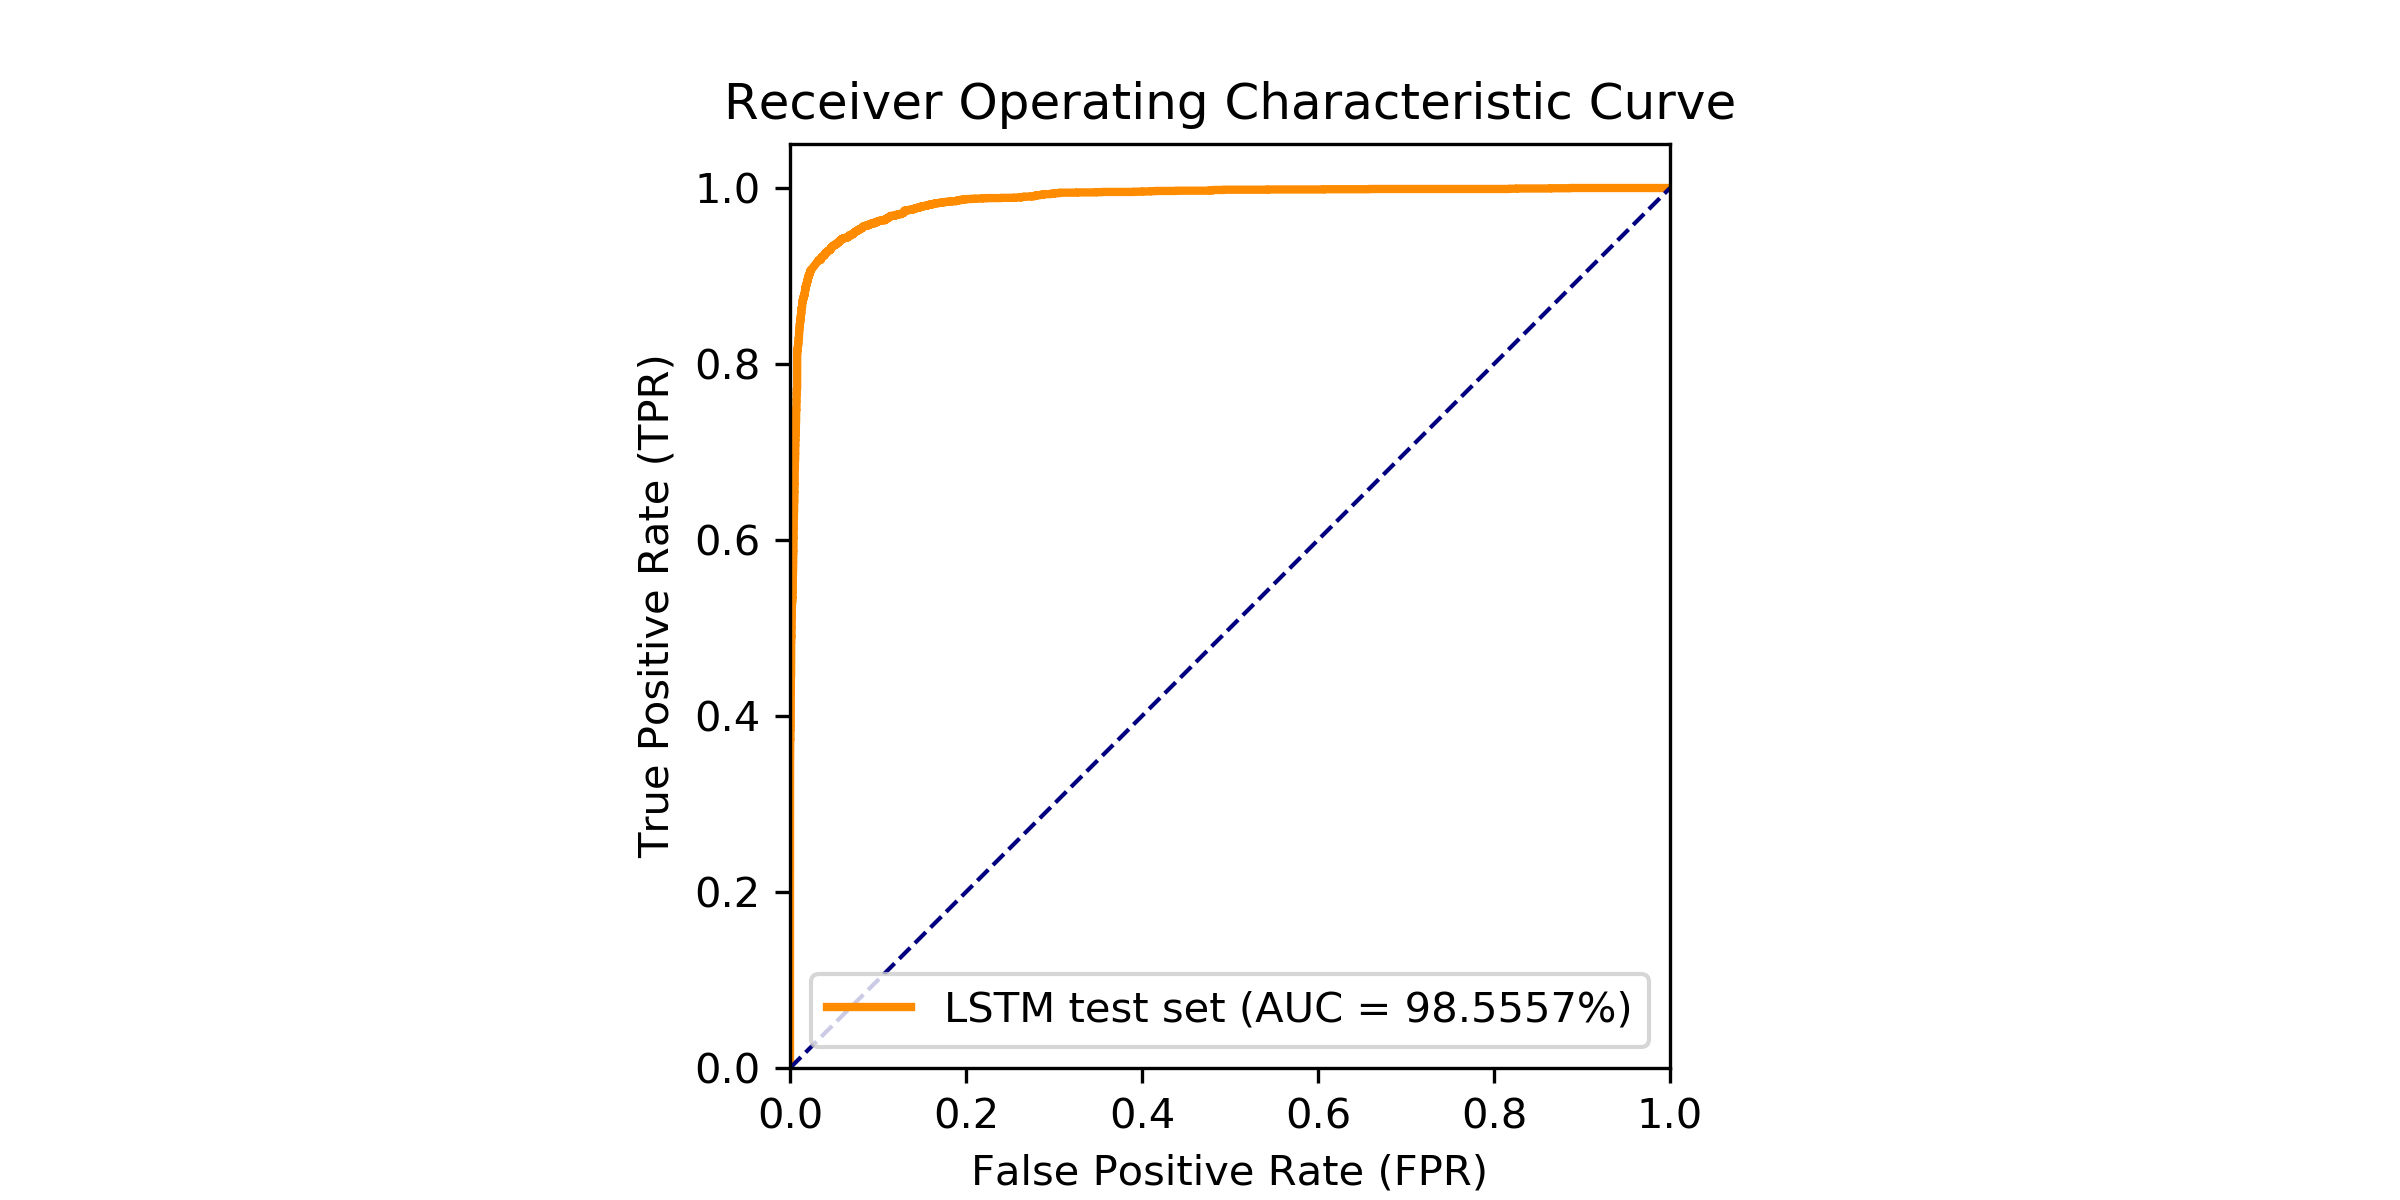 Receiver Operating Characteristic Curve
True Positive Rate (TPR)
1.0
0.8
0.6
0.4
0.2
0.0
LSTM test set (AUC = 98.5557%)
0.0 0.2 0.4 0.6 0.8 1.0
False Positive Rate (FPR)